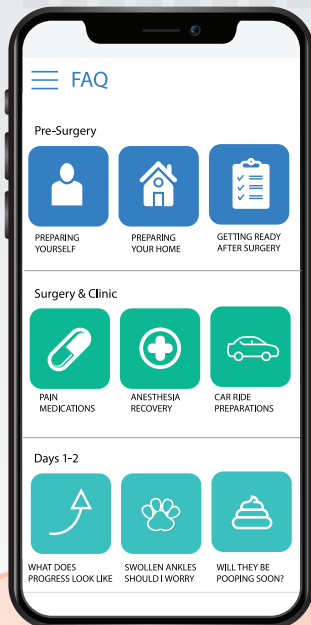 FAQ
Pre-Surgery
PREPARING
YOURSELF
PREPARING
YOUR HOME
GETTING READY
AFTER SURGERY
Surgery & Clinic
PAIN
MEDICATIONS
ANESTHESIA
RECOVERY
CAR RIDE
PREPARATIONS
Days 1-2
WHAT DOES
PROGRESS LOOK LIKE
SWOLLEN ANKLES
SHOULD I WORRY
WILL THEY BE
POOPING SOON?